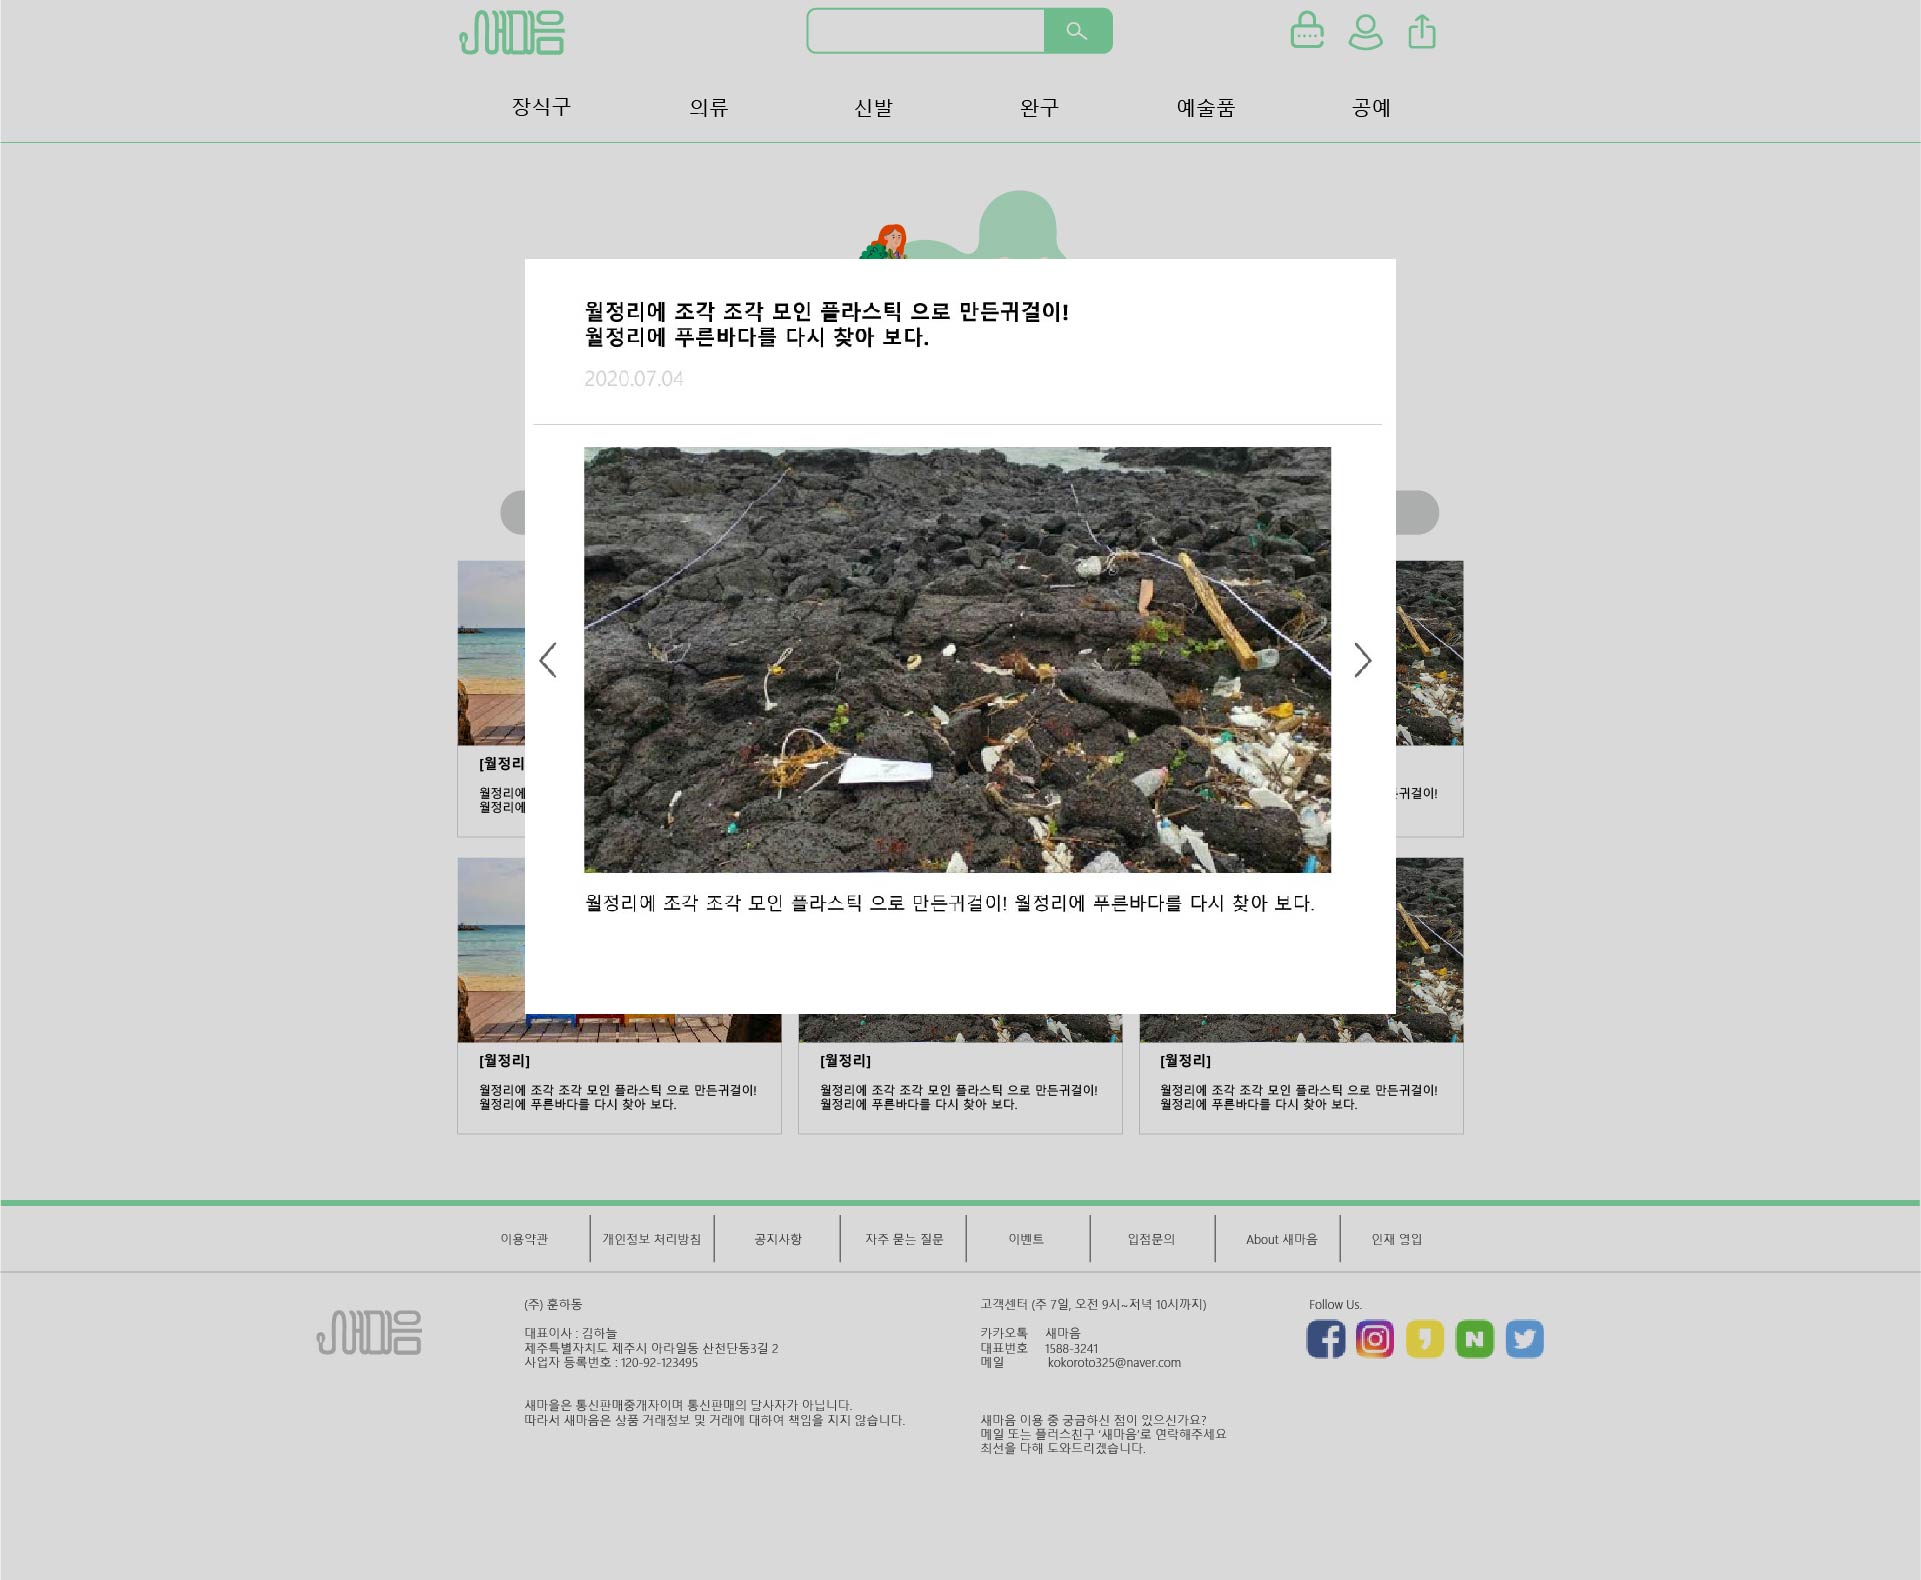 새마음
장식구
의류
신발
완구
예술품
공예
월정리에 조각 조각 모인 플라스틱 으로 만든귀걸이!
월정리에 푸른바다를 다시 찾아 보다.
2020.07.04
월정리에 조각 조각 모인 플라스틱 으로 만든귀걸이! 월정리에 푸른바다를 다시 찾아 보다.
[월정리
월정리에
월정리에
귀걸이!
[월정리]
월정리에 조각 조각 모인 플라스틱 으로 만든귀걸이!
월정리에 푸른바다를 다시 찾아 보다.
[월정리]
월정리에 조각 조각 모인 플라스틱 으로 만든귀걸이!
월정리에 푸른바다를 다시 찾아 보다.
[월정리]
월정리에 조각 조각 모인 플라스틱 으로 만든귀걸이!
월정리에 푸른바다를 다시 찾아 보다.
이용약관
개인정보 처리방침
공지사항
자주 묻는 질문
이벤트
입점문의
About 새마음
인재 영입
새마음
(주) 훈하동
대표이사 : 김하늘
제주특별자치도 제주시 아라일동 산천단동3길 2
사업자 등록번호 : 120-92-123495
새마을은 통신판매중개자이며 통신판매의 당사자가 아닙니다.
따라서 새마음은 상품 거래정보 및 거래에 대하여 책임을 지지 않습니다.
고객센터 (주 7일, 오전 9시~저녁 10시까지)
카카오톡 새마음
대표번호 1588-3241
메일 kokoroto325@naver.com
새마음 이용 중 궁금하신 점이 있으신가요?
메일 또는 플러스친구 ‘새마음’로 연락해주세요
최선을 다해 도와드리겠습니다.
Follow Us.